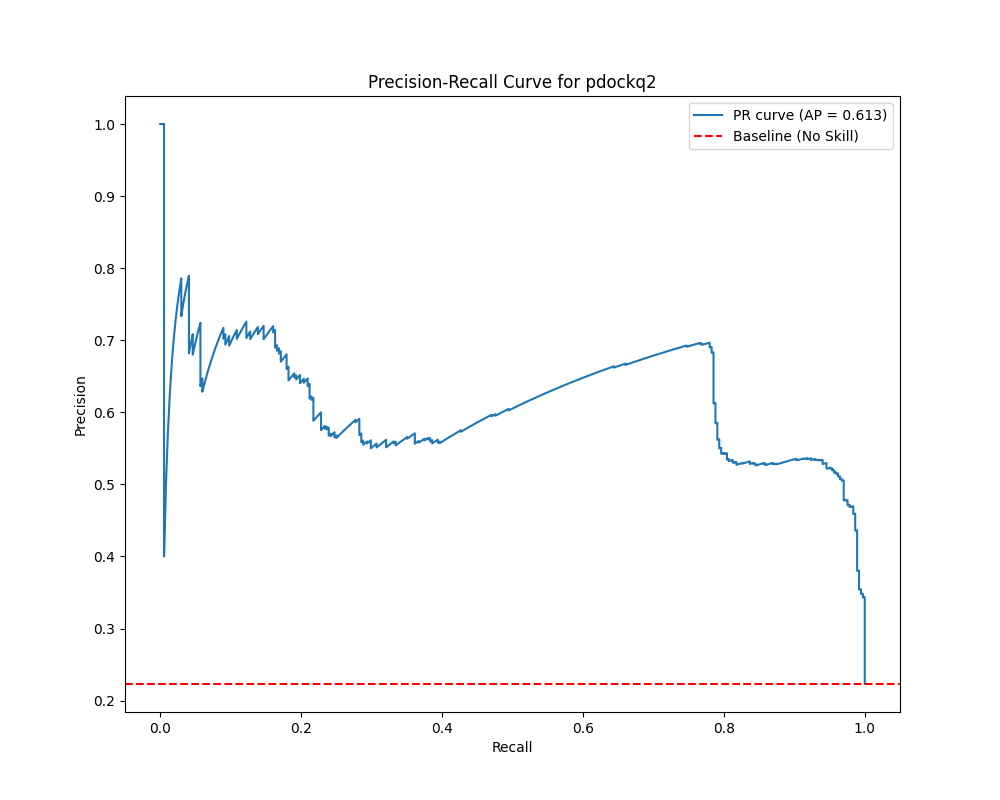 Precision-Recall Curve for pdockq2
PR curve (AP = 0.613)
Baseline (No Skill)
Precision
1.0
0.9
0.8
0.7
0.6
0.5
0.4
0.3
0.2
0.0 0.2 0.4 0.6 0.8 1.0
Recall